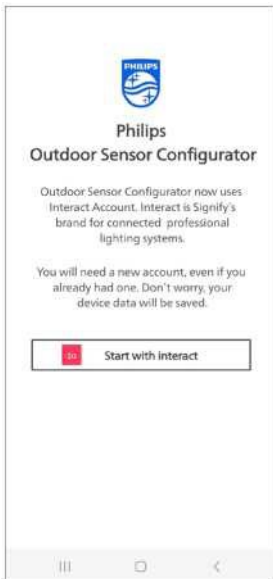 PHILIPS
Philips
Outdoor Sensor Configurator
Outdoor Sensor Configurator now uses
Interact Account. Interact is Signify's
brand for connected professional
lighting systems.
You will need a new account, even if you
already had one. Don't worry, your
device data will be saved.
Start with interact